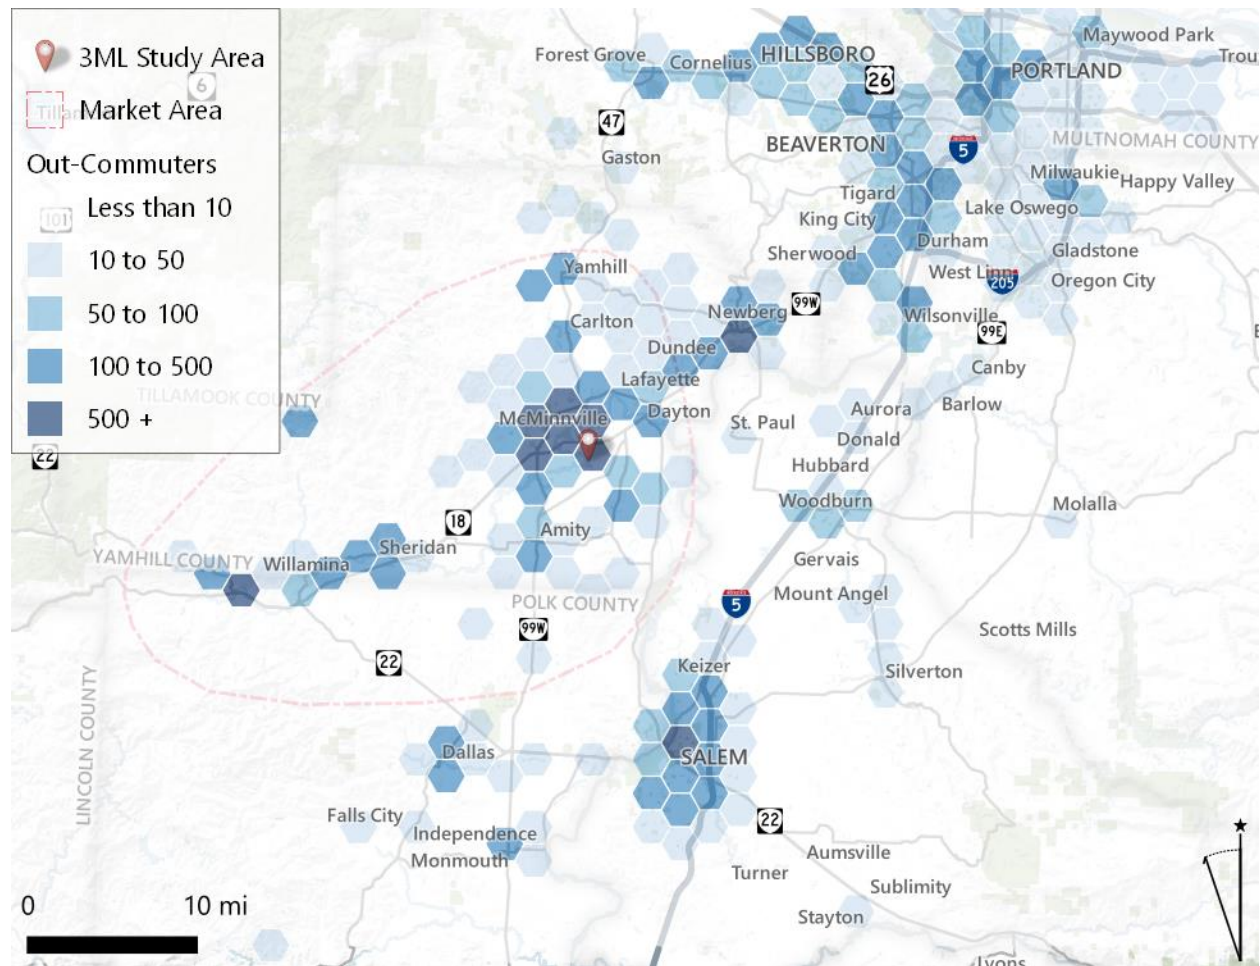 3ML Study Area
6
Tilla
Market Area
Out-Commuters
101
Less than 10
10 to 50
50 to 100
100 to 500
500 +
22
TILLAMOOK COUNTY
Forest Grove
Cornelius
HILLSBORO
26
Maywood Park
Trou
PORTLAND
47
Gaston
BEAVERTON
5
MULTNOMAH COUNTY
Milwaukie
Happy Valley
Tigard
King City
Lake Oswego
Sherwood
Durham
Gladstone
West Linn
205
Oregon City
Yamhill
Newberg
99W
Wilsonville
99E
Carlton
Dundee
Canby
Lafayette
McMinnville
Dayton
St. Paul
Aurora
Barlow
Donald
Hubbard
18
Woodburn
Molalla
Amity
Sheridan
YAMHILL COUNTY
Willamina
Gervais
5
Mount Angel
POLK COUNTY
99W
Scotts Mills
22
Keizer
Silverton
LINCOLN COUNTY
Dallas
SALEM
Falls City
Independence
Monmouth
22
Aumsville
Turner
Sublimity
Stayton
Lyons
0
10 mi